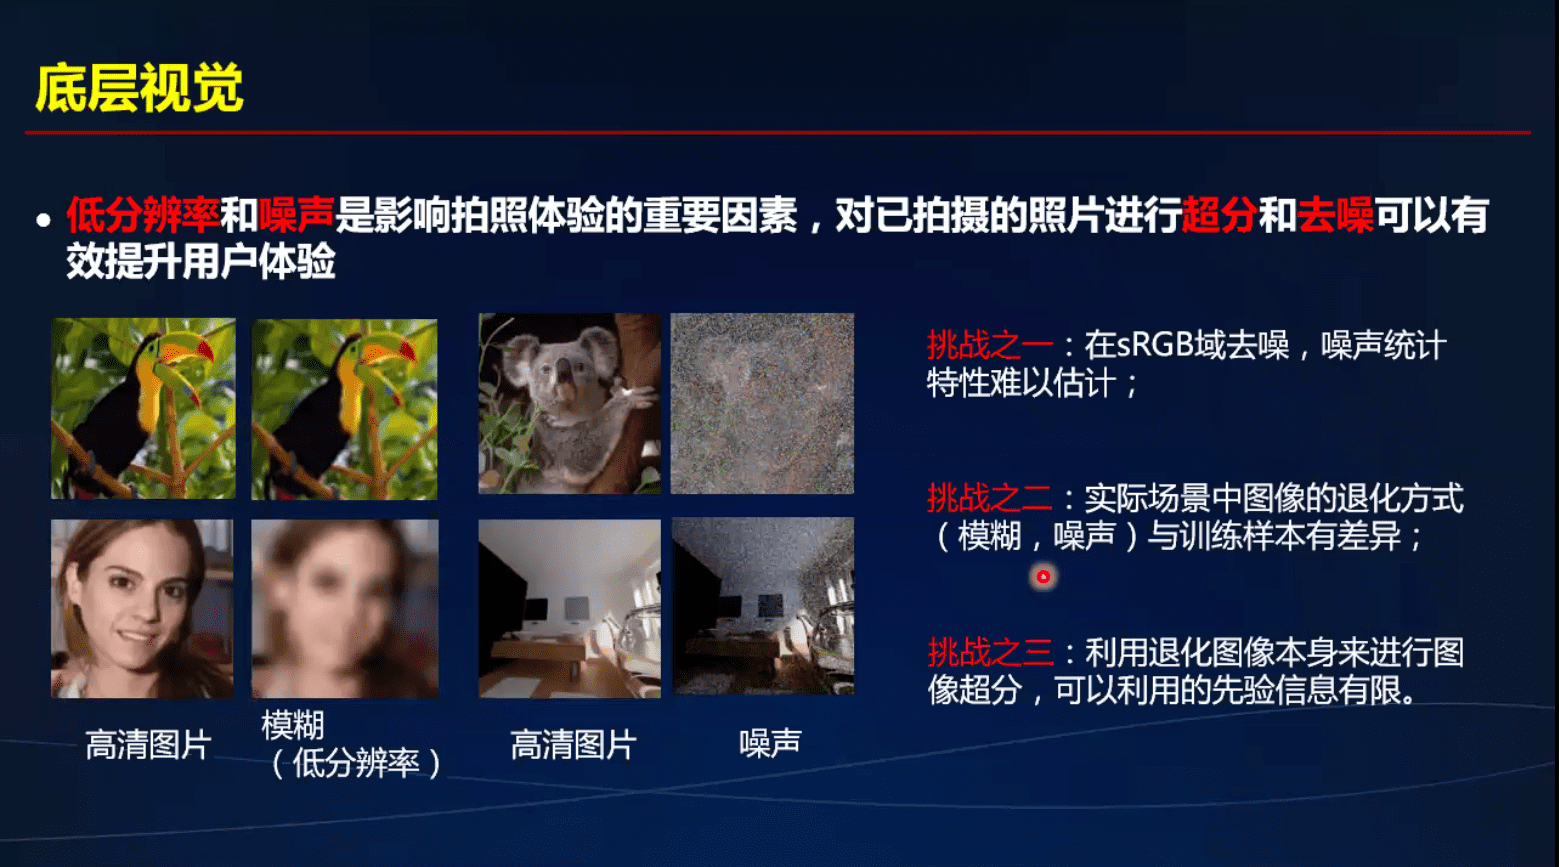 底层视觉
低分辨率和噪声是影响拍照体验的重要因素，对已拍摄的照片进行超分和去噪可以有
效提升用户体验
挑战之一：在sRGB域去噪，噪声统计
特性难以估计；
挑战之二：实际场景中图像的退化方式
（模糊，噪声）与训练样本有差异；
挑战之三：利用退化图像本身来进行图
像超分，可以利用的先验信息有限。
高清图片
模糊
（低分辨率）
高清图片
噪声